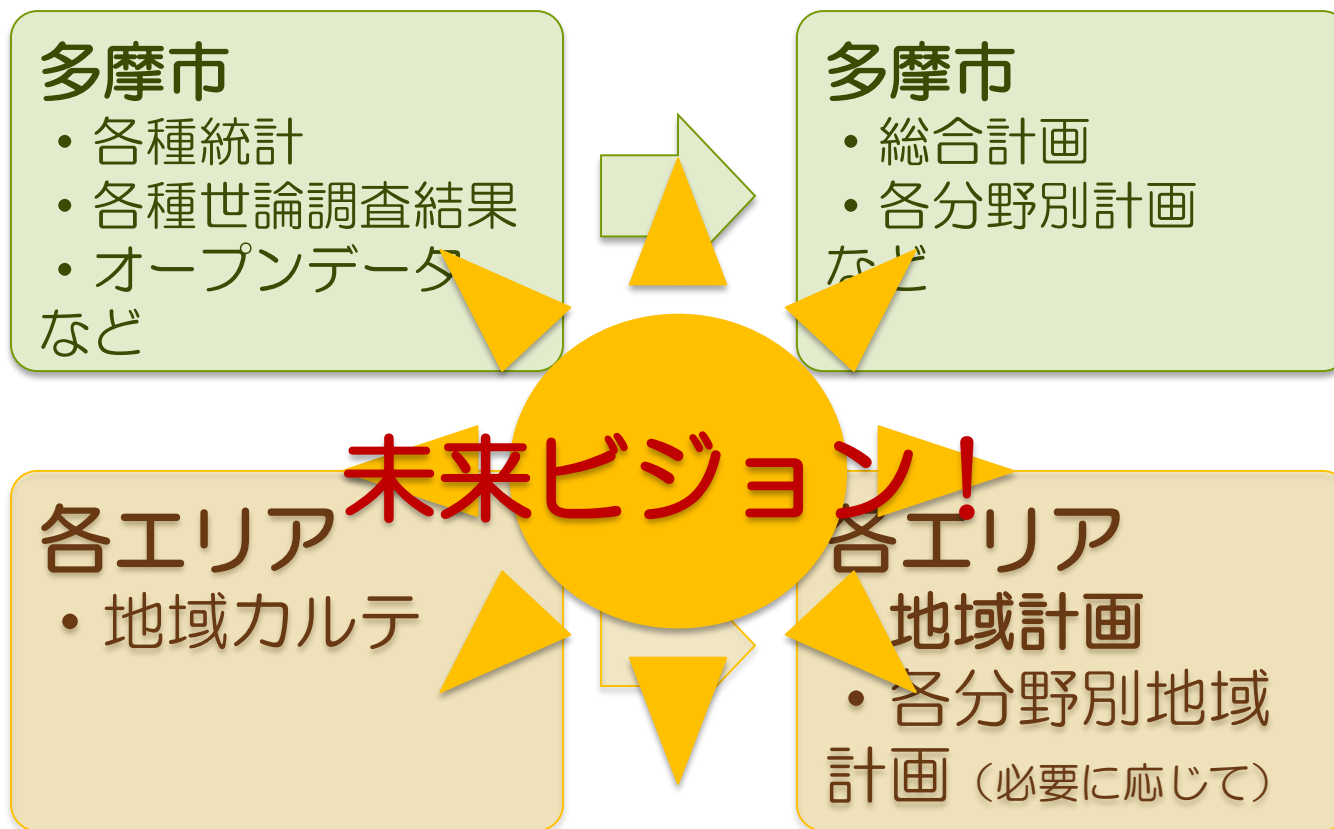 多摩市
・各種統計
・各種世論調査結果
・オープンデータ
など
多摩市
・総合計画
・各分野別計画
など
未来ビジョン！
各エリア
・地域カルテ
各エリア
地域計画
・各分野別地域
計画（必要に応じて）